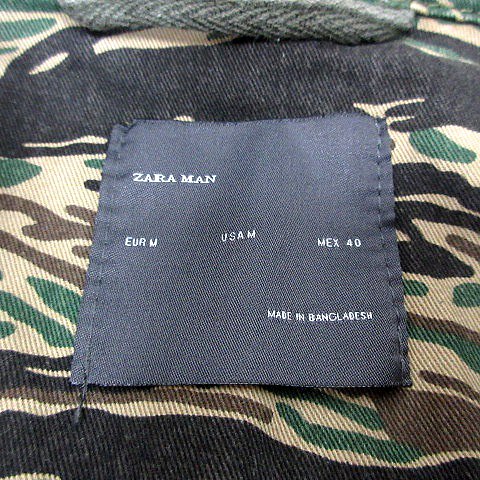 ZARA MAN
EUR M USA M MEX 40
MADE IN BANGLADESH